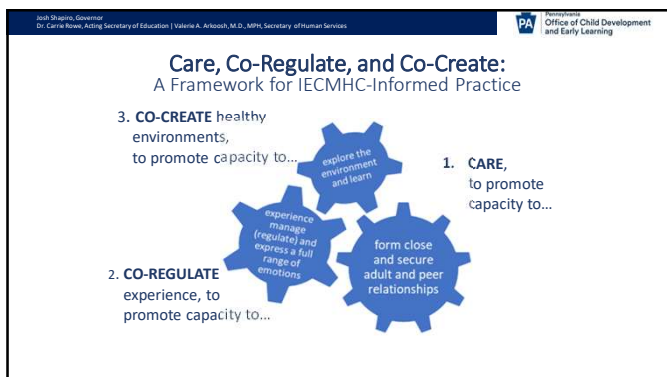 Josh Shapiro, Governor
Dr. Carrie Rowe, Acting Secretary of Education | Valerie A. Arkoosh, M.D., MPH, Secretary of Human Services
PA
Pennsylvania
Office of Child Development
and Early Learning
Care, Co-Regulate, and Co-Create:
A Framework for IECMHC-Informed Practice
3. CO-CREATE healthy
environments,
to promote capacity to...
explore the
environment
and learn
1. CARE,
to promote
capacity to...
experience
manage
(regulate) and
express a full
range of
emotions
form close
and secure
adult and peer
relationships
2. CO-REGULATE
experience, to
promote capacity to...